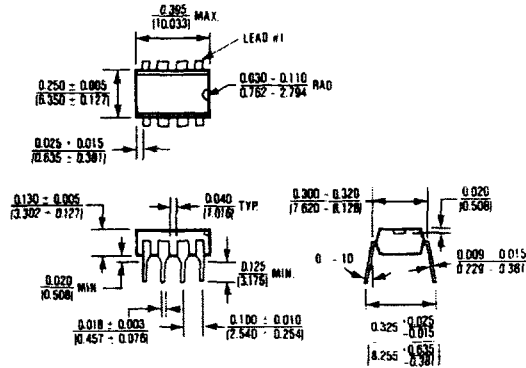 0.395
(10.033) MAX.
LEAD #1
0.250 ± 0.005
(6.350 ± 0.127)
0.030 - 0.110
0.762 - 2.794 RAD
0.025 ± 0.015
(0.635 ± 0.381)
0.130 ± 0.005
(3.302 ± 0.127)
0.040
(1.016) TYP.
0.300 - 0.320
(7.620 - 8.128)
0.020
(0.508)
0.020
(0.508) MIN
0.125
(3.175) MIN.
0 - 10
0.009 - 0.015
0.229 - 0.381
0.018 ± 0.003
(0.457 ± 0.076)
0.100 ± 0.010
(2.540 - 0.254)
0.325 +0.025
-0.015
8.255 +0.635
-0.381